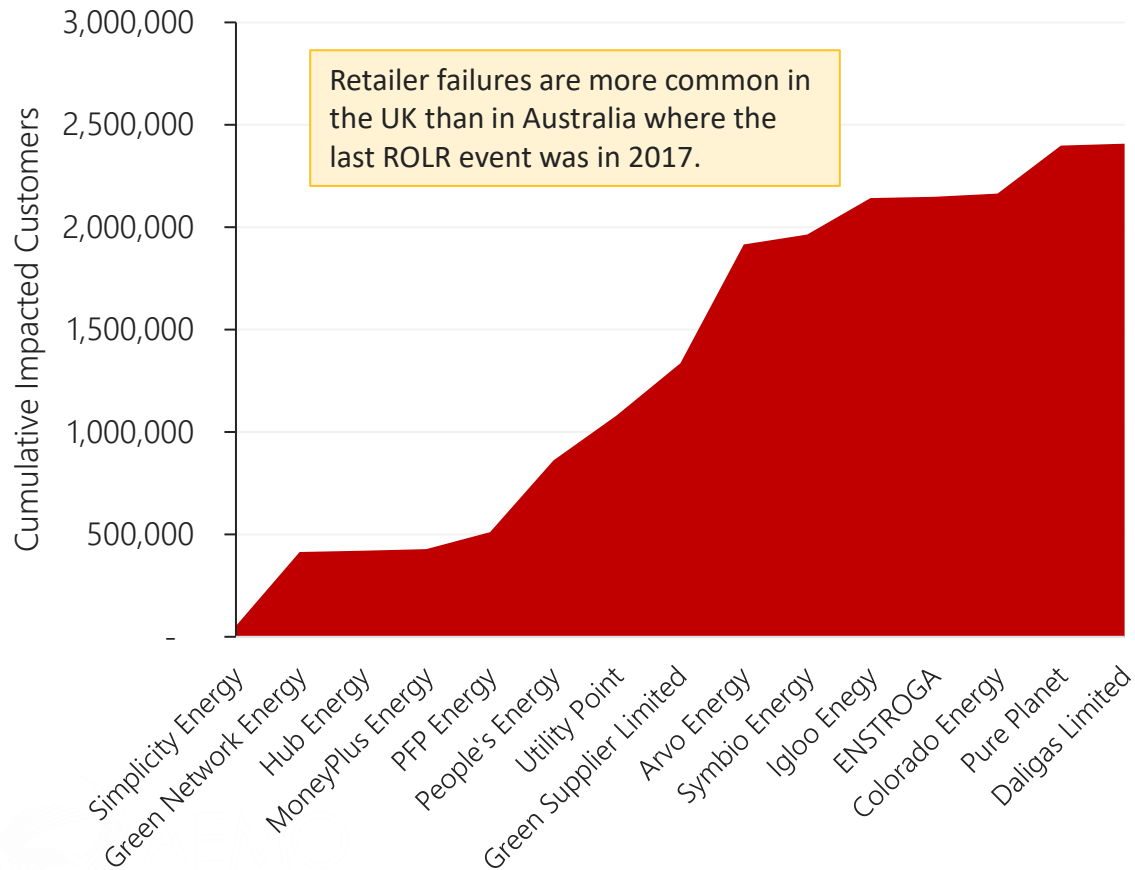 3,000,000
Retailer failures are more common in
the UK than in Australia where the
last ROLR event was in 2017.
2,500,000
2,000,000
1,500,000
1,000,000
500,000
-
Cumulative Impacted Customers
Simplicity Energy
Green Network Energy
Hub Energy
MoneyPlus Energy
PFP Energy
People's Energy
Utility Point
Green Supplier Limited
Arvo Energy
Symbio Energy
Igloo Enegy
ENSTROGA
Colorado Energy
Pure Planet
Daligas Limited